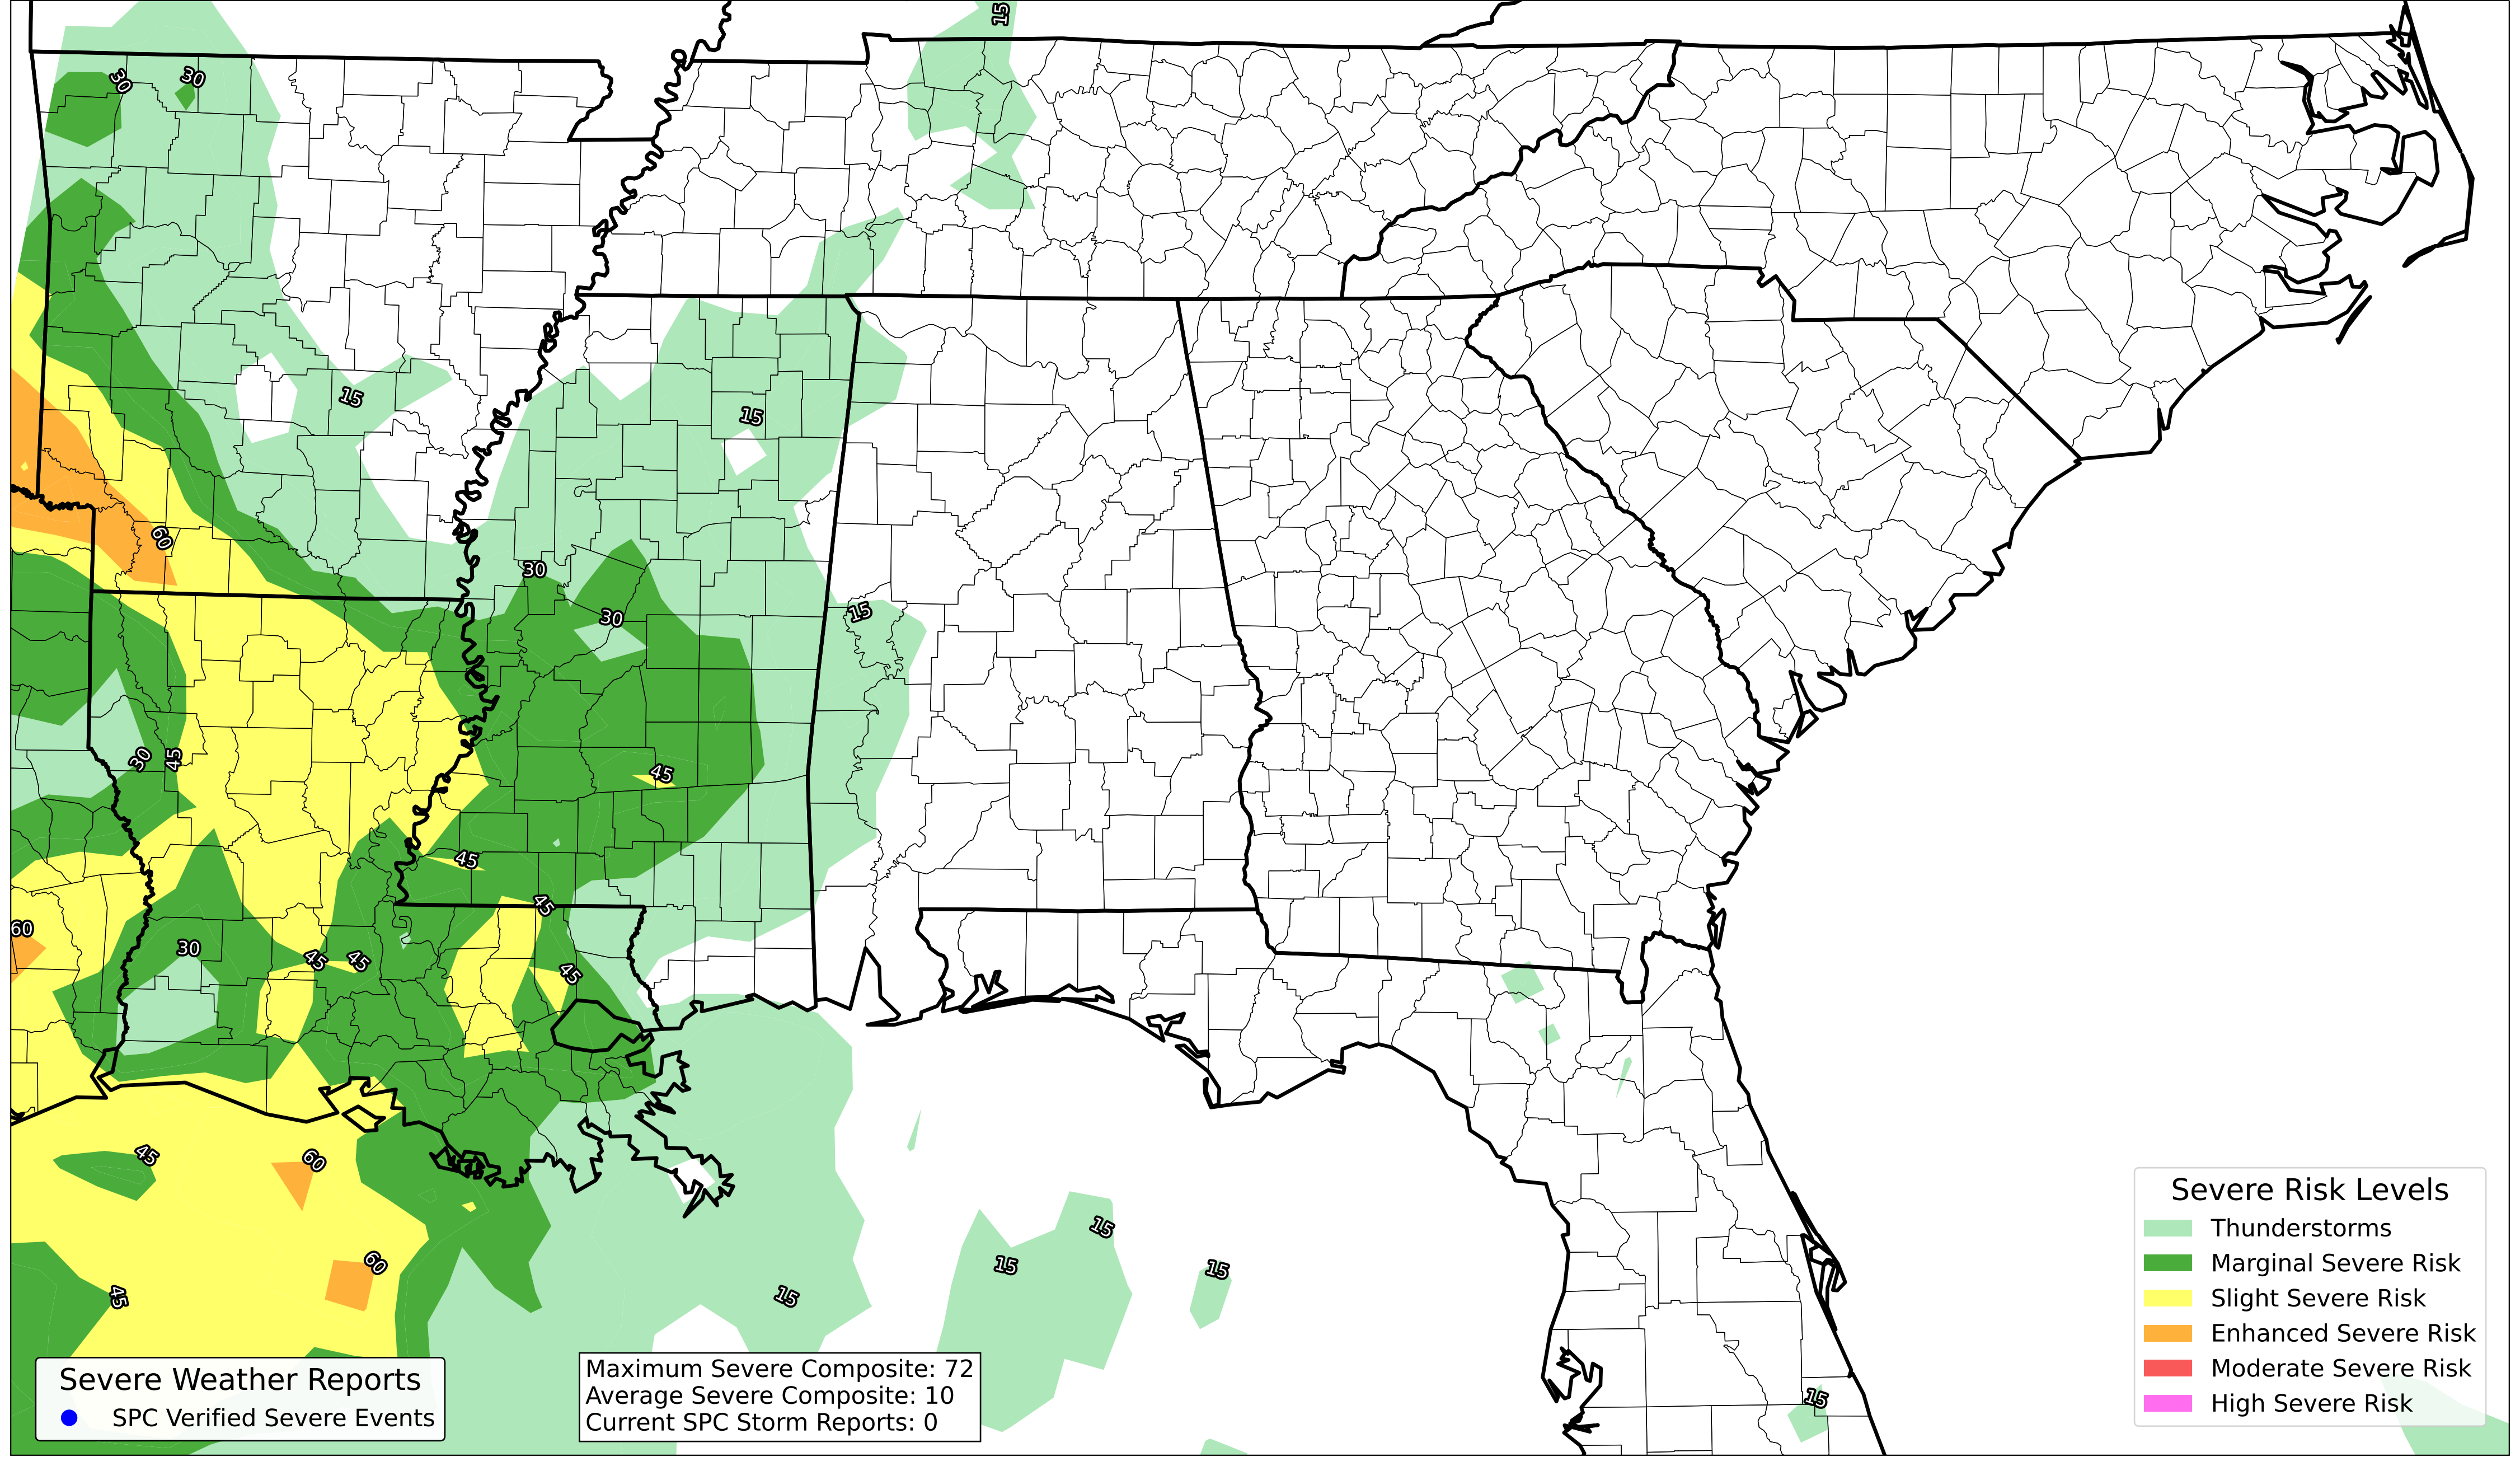 15
30
30
15
15
60
30
30
15
30
45
45
45
45
60
30
45
45
45
45
60
15
60
15
15
45
15
Severe Risk Levels
Thunderstorms
Marginal Severe Risk
Slight Severe Risk
Enhanced Severe Risk
Moderate Severe Risk
High Severe Risk
15
Severe Weather Reports
SPC Verified Severe Events
Maximum Severe Composite: 72
Average Severe Composite: 10
Current SPC Storm Reports: 0